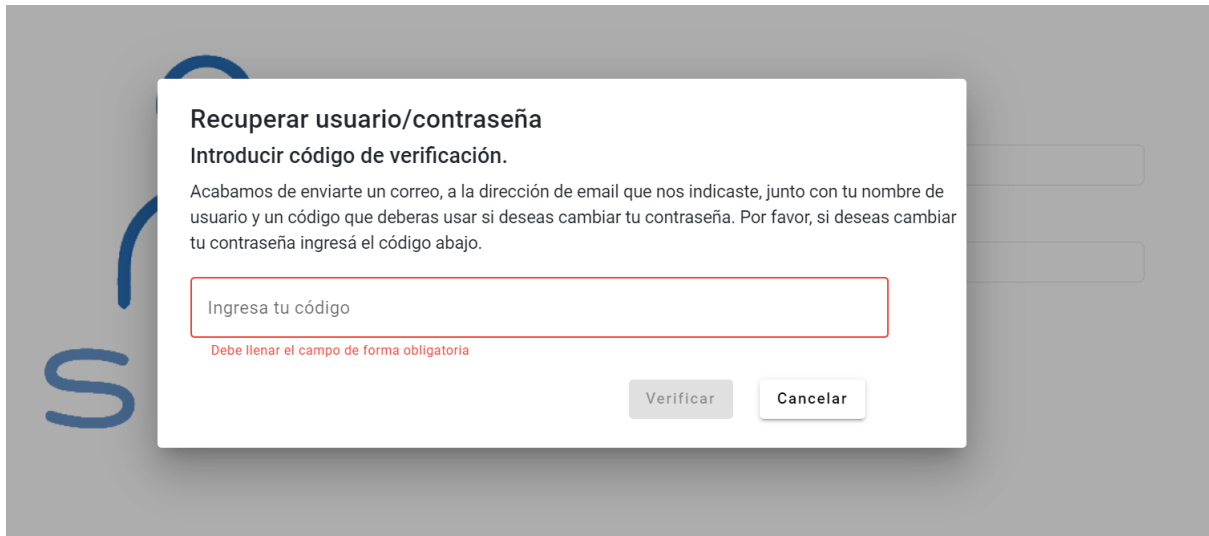 Recuperar usuario/contraseña
Introducir código de verificación.
Acabamos de enviarte un correo, a la dirección de email que nos indicaste, junto con tu nombre de
usuario y un código que deberas usar si deseas cambiar tu contraseña. Por favor, si deseas cambiar
tu contraseña ingresá el código abajo.
Ingresa tu código
Debe llenar el campo de forma obligatoria
Verificar
Cancelar
S